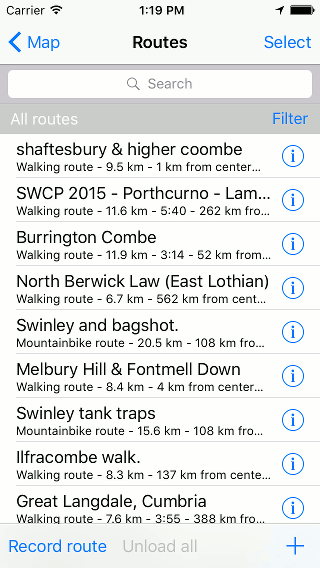 Carrier 1:19 PM
Map Routes Select
Search
All routes Filter
shaftesbury & higher coombe
Walking route - 9.5 km - 1 km from center...
SWCP 2015 - Porthcurno - Lam...
Walking route - 11.6 km - 5:40 - 262 km fro...
Burrington Combe
Walking route - 11.9 km - 3:14 - 52 km from...
North Berwick Law (East Lothian)
Walking route - 6.7 km - 562 km from cent...
Swinley and bagshot.
Mountainbike route - 20.5 km - 108 km fro...
Melbury Hill & Fontmell Down
Walking route - 8.4 km - 4 km from center...
Swinley tank traps
Mountainbike route - 15.6 km - 108 km fro...
Ilfracombe walk.
Walking route - 8.3 km - 137 km from cente...
Great Langdale, Cumbria
Walking route - 7.6 km - 3:55 - 388 km fro...
Record route Unload all